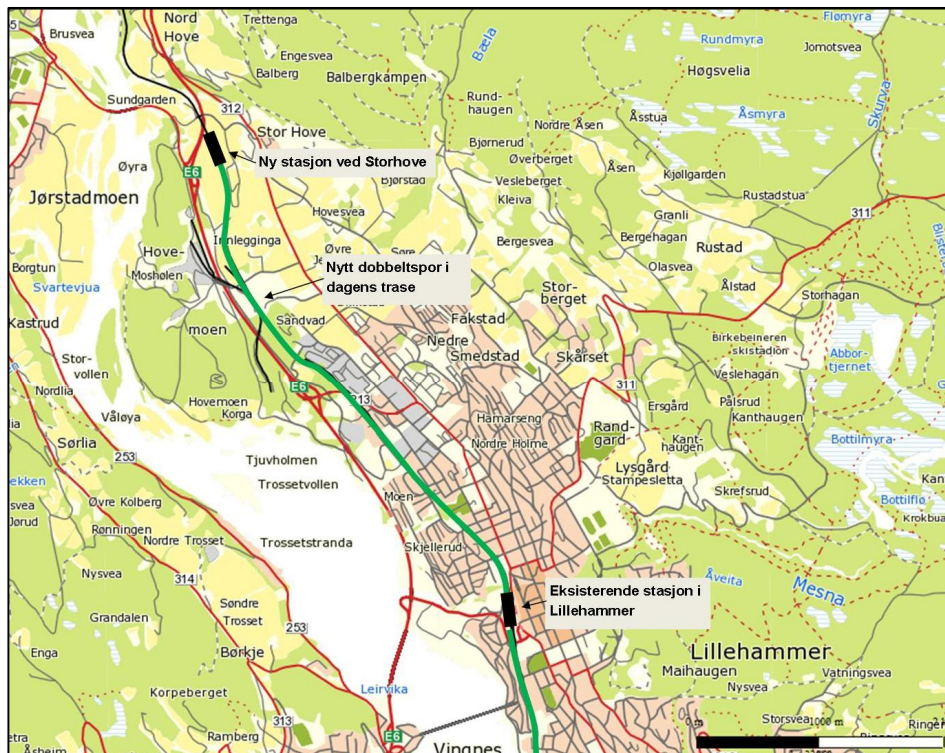 Nord
Hove
Trettenga
Flømyra
Brusvea
Engesvea
Bæla
Rundmyra
Jomotsvea
Balberg
Balbergkampen
Høgsvelia
Skurva
Sundgarden
312
Rund-
haugen
Åsstua
Åsmyra
Stor Hove
Nordre Åsen
Bjørnerud
Ny stasjon ved Storhove
Øyra
Øverberget
Åsen
Kjøllgarden
E6
Bjørstad
Vesleberget
Rustadstua
Jørstadmoen
Kleiva
Hovesvea
Granli
311
Innlegginga
Bergehagan
Rustad
Hove-
Øvre
Bergesvea
Borgtun
Moshølen
Nytt dobbeltspor i
dagens trase
Olasvea
Svartevjua
Stor-
berget
Ålstad
Storhagan
Kastrud
moen
Sandvad
Fåkstad
Birkebeineren
skistadion
Stor-
vollen
Nedre
Smedstad
Skårset
Abbor-
tjernet
Veslehagan
Nordlia
E6
311
Hovemoen
Korga
213
Ersgård
Pålsrud
Kanthaugen
Våløya
Hamarseng
Rand-
gard
Sørlia
Nordre Holme
Kant-
haugen
Bottilmyra
253
Tjuvholmen
Lysgård
Stampesletta
Trossetvollen
Øvre Kolberg
Moen
Skrefsrud
Bottilflø
Rønningen
Krokbua
Nordre Trosset
Trossetstranda
Skjellerud
Nysvea
314
Åveita
Mesna
Eksisterende stasjon i
Lillehammer
Grandalen
Søndre
Trosset
253
Enga
Børkje
Lillehammer
Maihaugen
Vatningsvea
Leirvika
Nysvea
Korpeberget
313
Storsvea
1000 m
Ramberg
E6
Vingnes